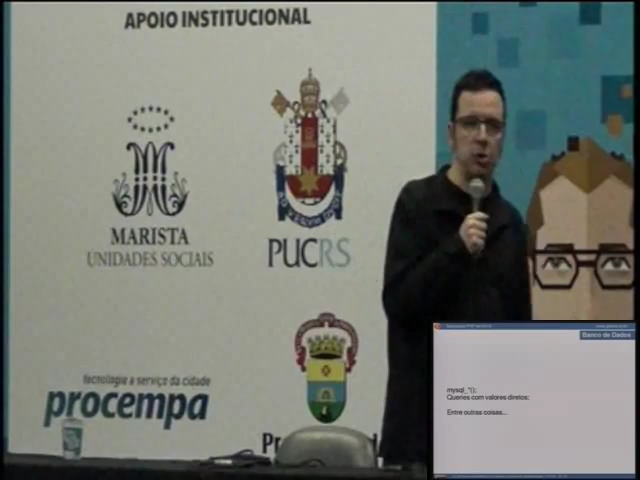 APOIO INSTITUCIONAL
MARISTA
UNIDADES SOCIAIS
PUCRS
tecnologia a serviço da cidade
procempa
Banco de Dados
mysql_*();
Queries com valores diretos;
Entre outras coisas...